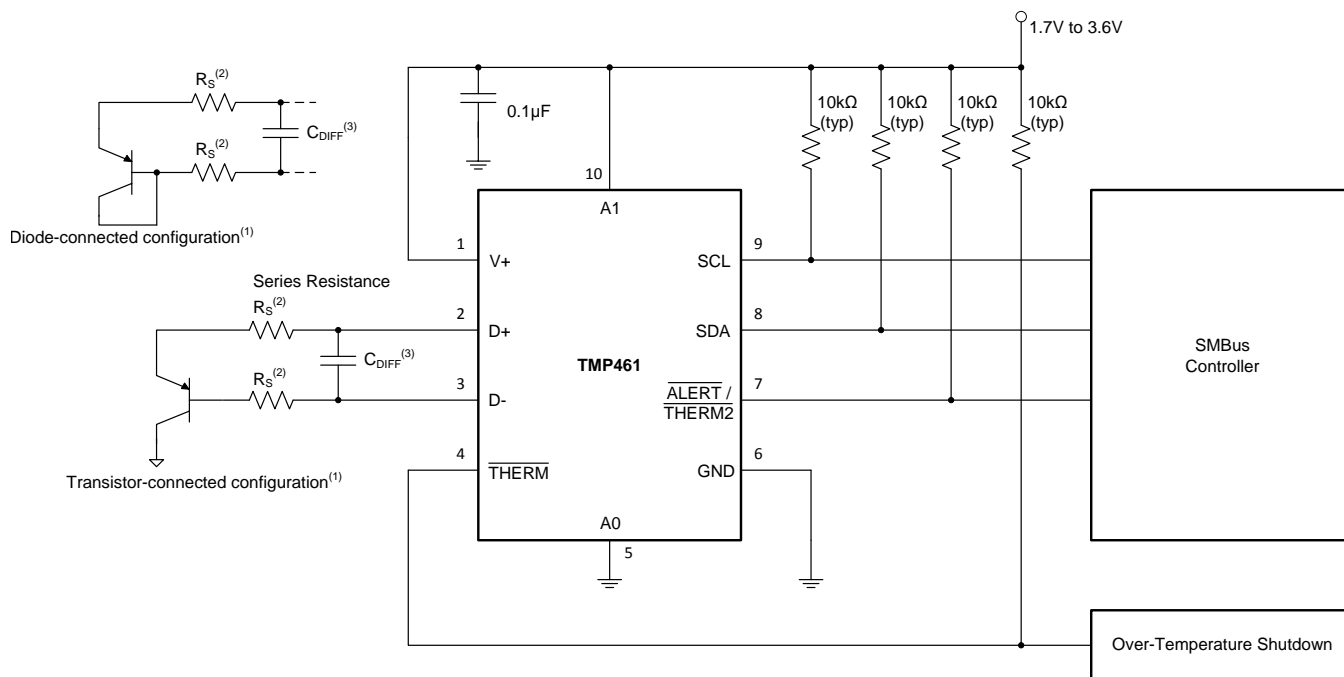 1.7V to 3.6V
RS(2)
CDIFF(3)
RS(2)
Diode-connected configuration(1)
0.1µF
10kΩ
(typ)
10kΩ
(typ)
10kΩ
(typ)
10kΩ
(typ)
10
A1
1
V+
SCL
9
Series Resistance
RS(2)
2
D+
SDA
8
CDIFF(3)
TMP461
SMBus
Controller
RS(2)
3
D-
ALERT /
THERM2
7
4
THERM
GND
6
Transistor-connected configuration(1)
A0
5
Over-Temperature Shutdown